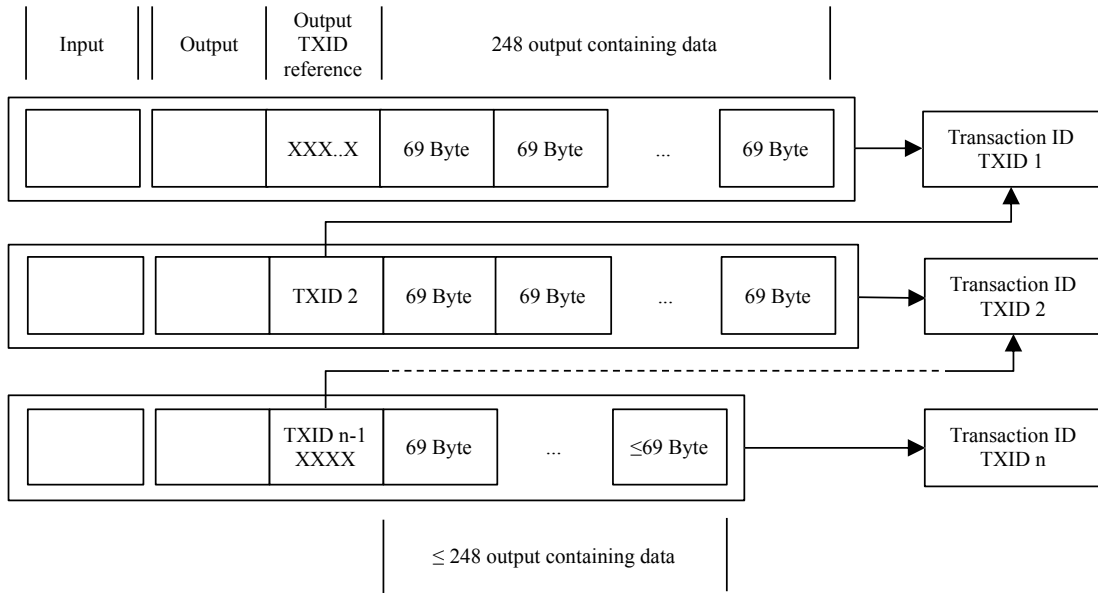 Input
Output
Output
TXID
reference
248 output containing data
XXX..X
69 Byte
69 Byte
...
69 Byte
Transaction ID
TXID 1
TXID 2
69 Byte
69 Byte
...
69 Byte
Transaction ID
TXID 2
TXID n-1
XXXX
69 Byte
...
≤69 Byte
Transaction ID
TXID n
≤ 248 output containing data